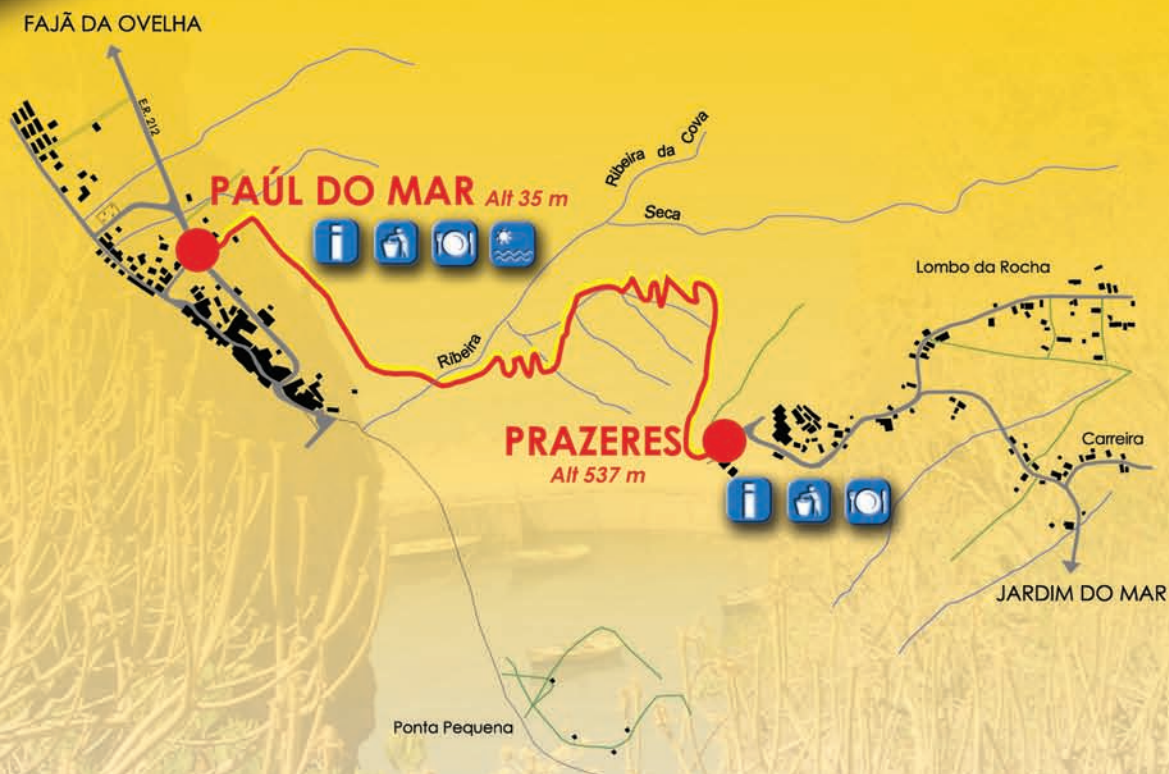 FAJÃ DA OVELHA
E.R. 212
PAÚL DO MAR Alt 35 m
Ribeira da Cova
Seca
Lombo da Rocha
Ribeira
PRAZERES
Alt 537 m
Carreira
JARDIM DO MAR
Ponta Pequena